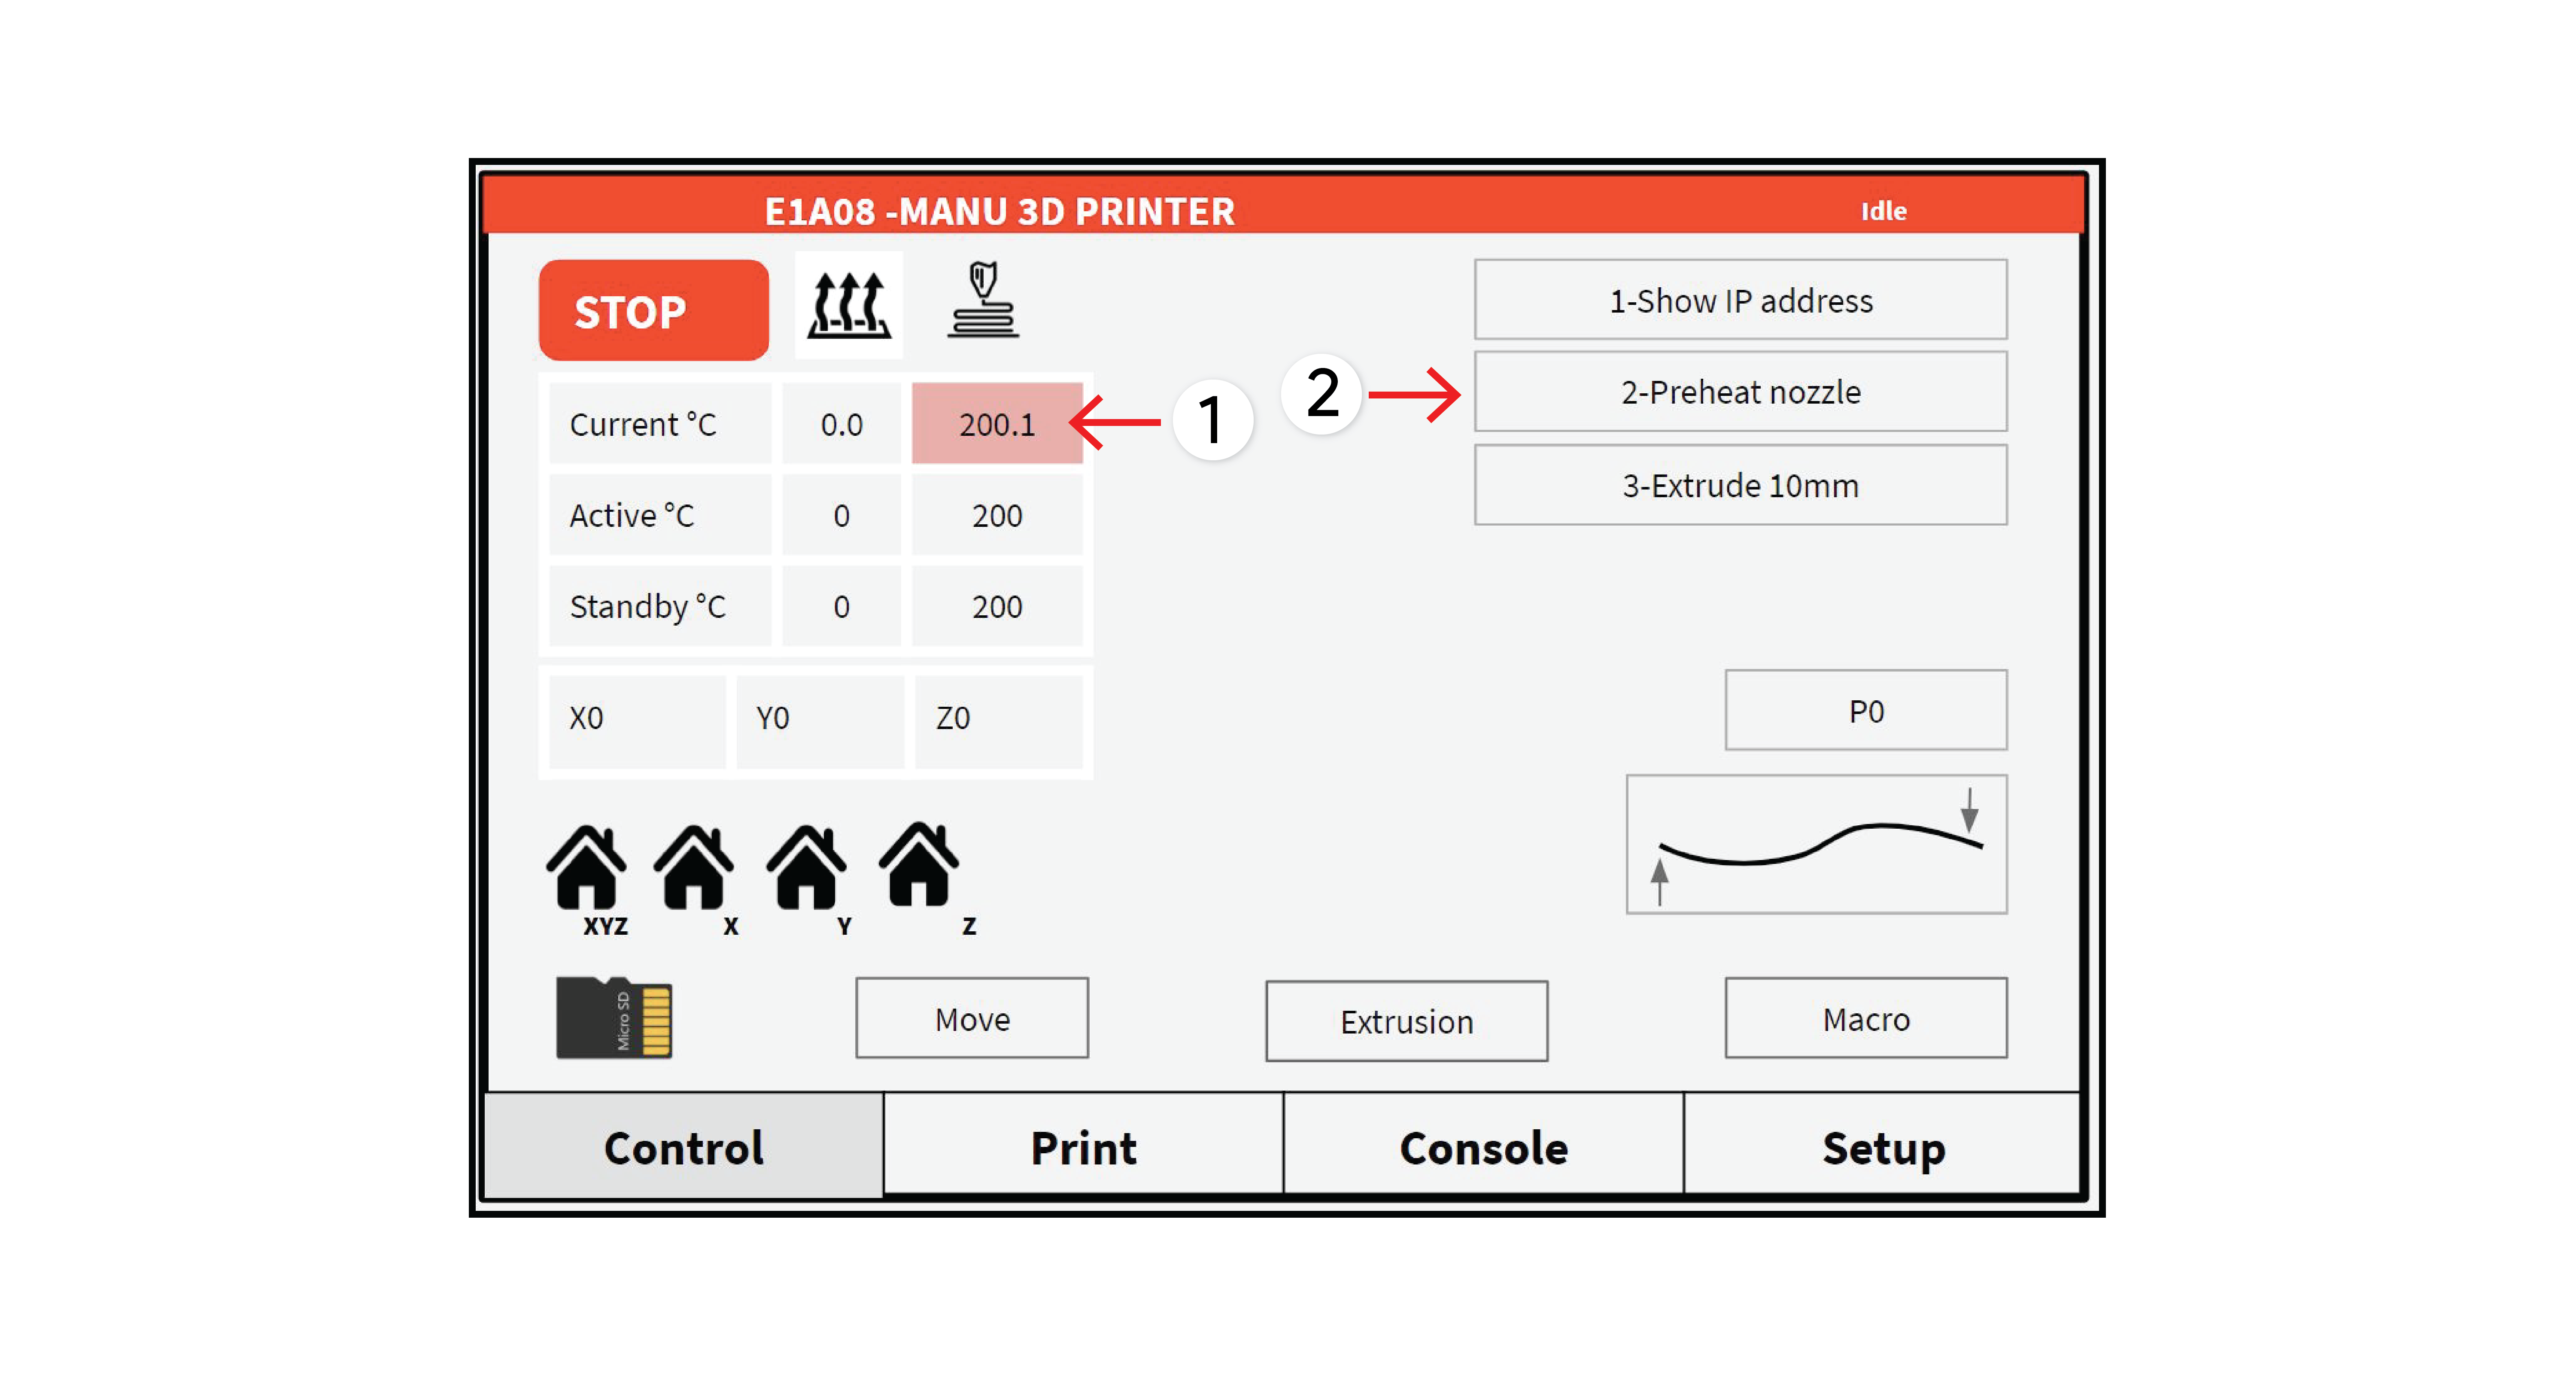 E1A08 -MANU 3D PRINTER Idle
STOP
1-Show IP address
Current °C 0.0 200.1
1
2
2-Preheat nozzle
Active °C 0 200
3-Extrude 10mm
Standby °C 0 200
X0 Y0 Z0
P0
XYZ X Y Z
Micro SD
Move
Extrusion
Macro
Control Print Console Setup